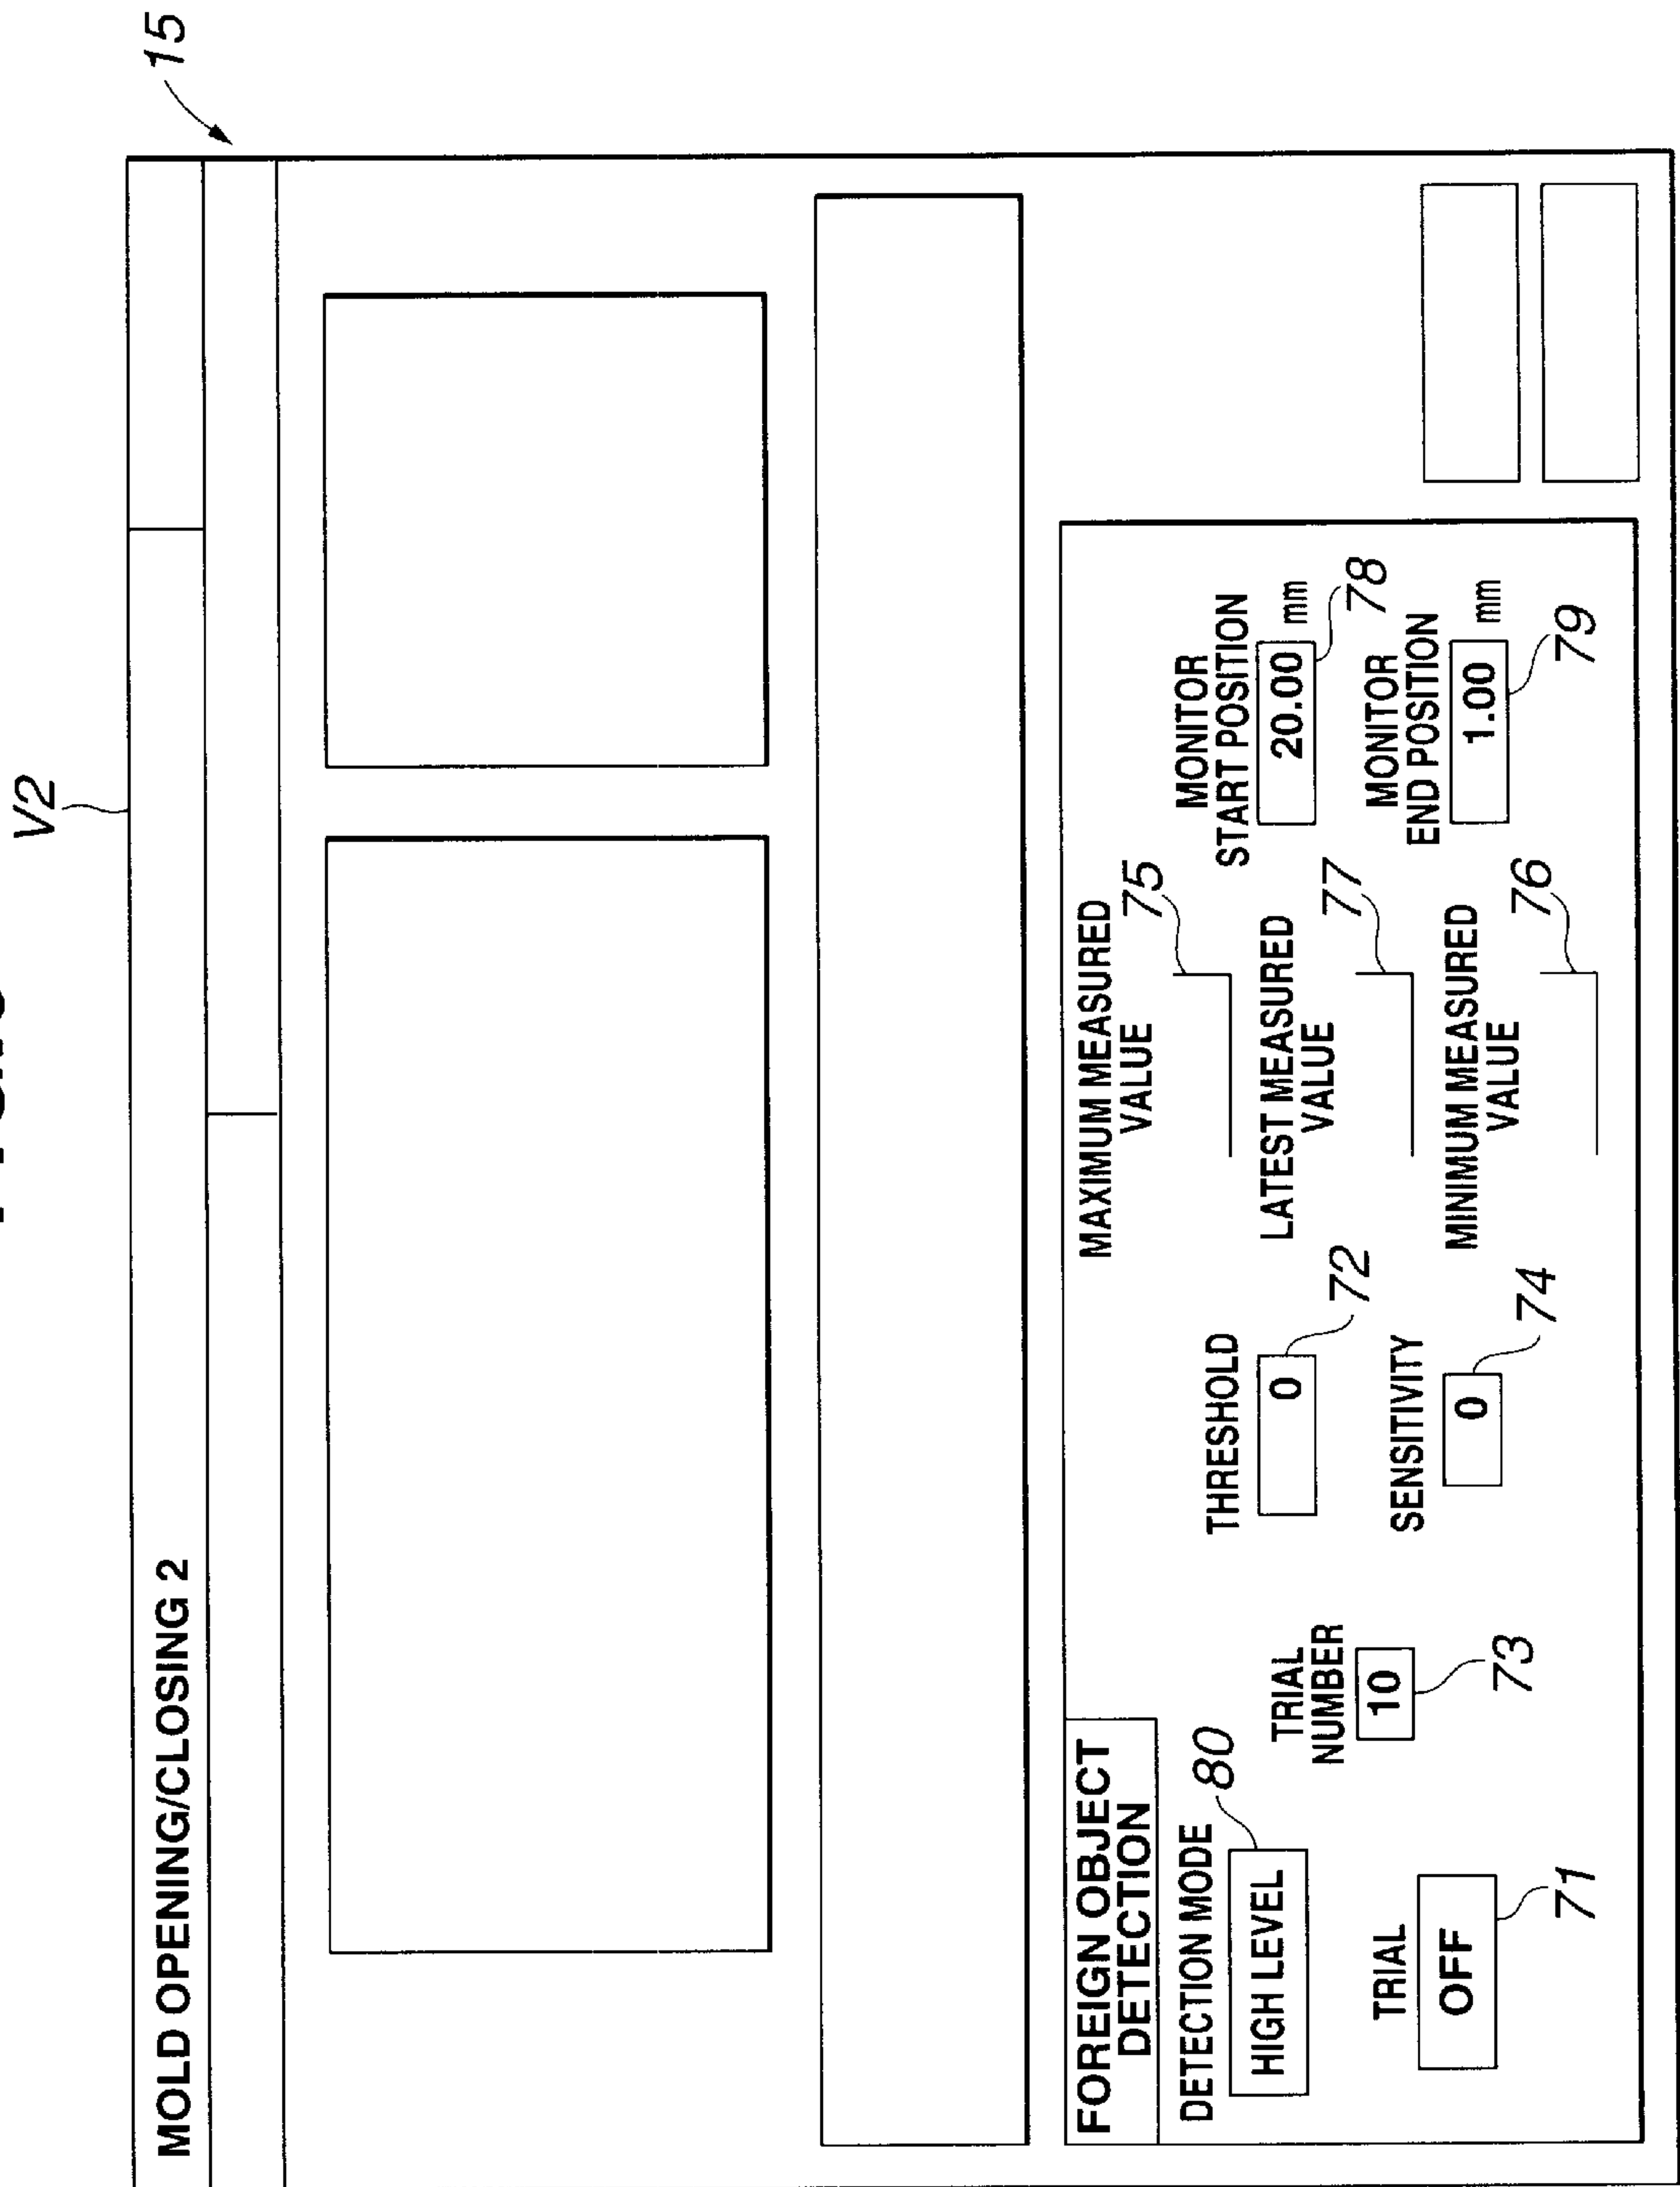 V2
15
MOLD OPENING/CLOSING 2
FOREIGN OBJECT
DETECTION
DETECTION MODE
HIGH LEVEL
80
TRIAL
OFF
71
TRIAL
NUMBER
10
73
THRESHOLD
0
72
SENSITIVITY
0
74
MAXIMUM MEASURED
VALUE
75
LATEST MEASURED
VALUE
77
MINIMUM MEASURED
VALUE
76
MONITOR
START POSITION
20.00 mm
78
MONITOR
END POSITION
1.00 mm
79